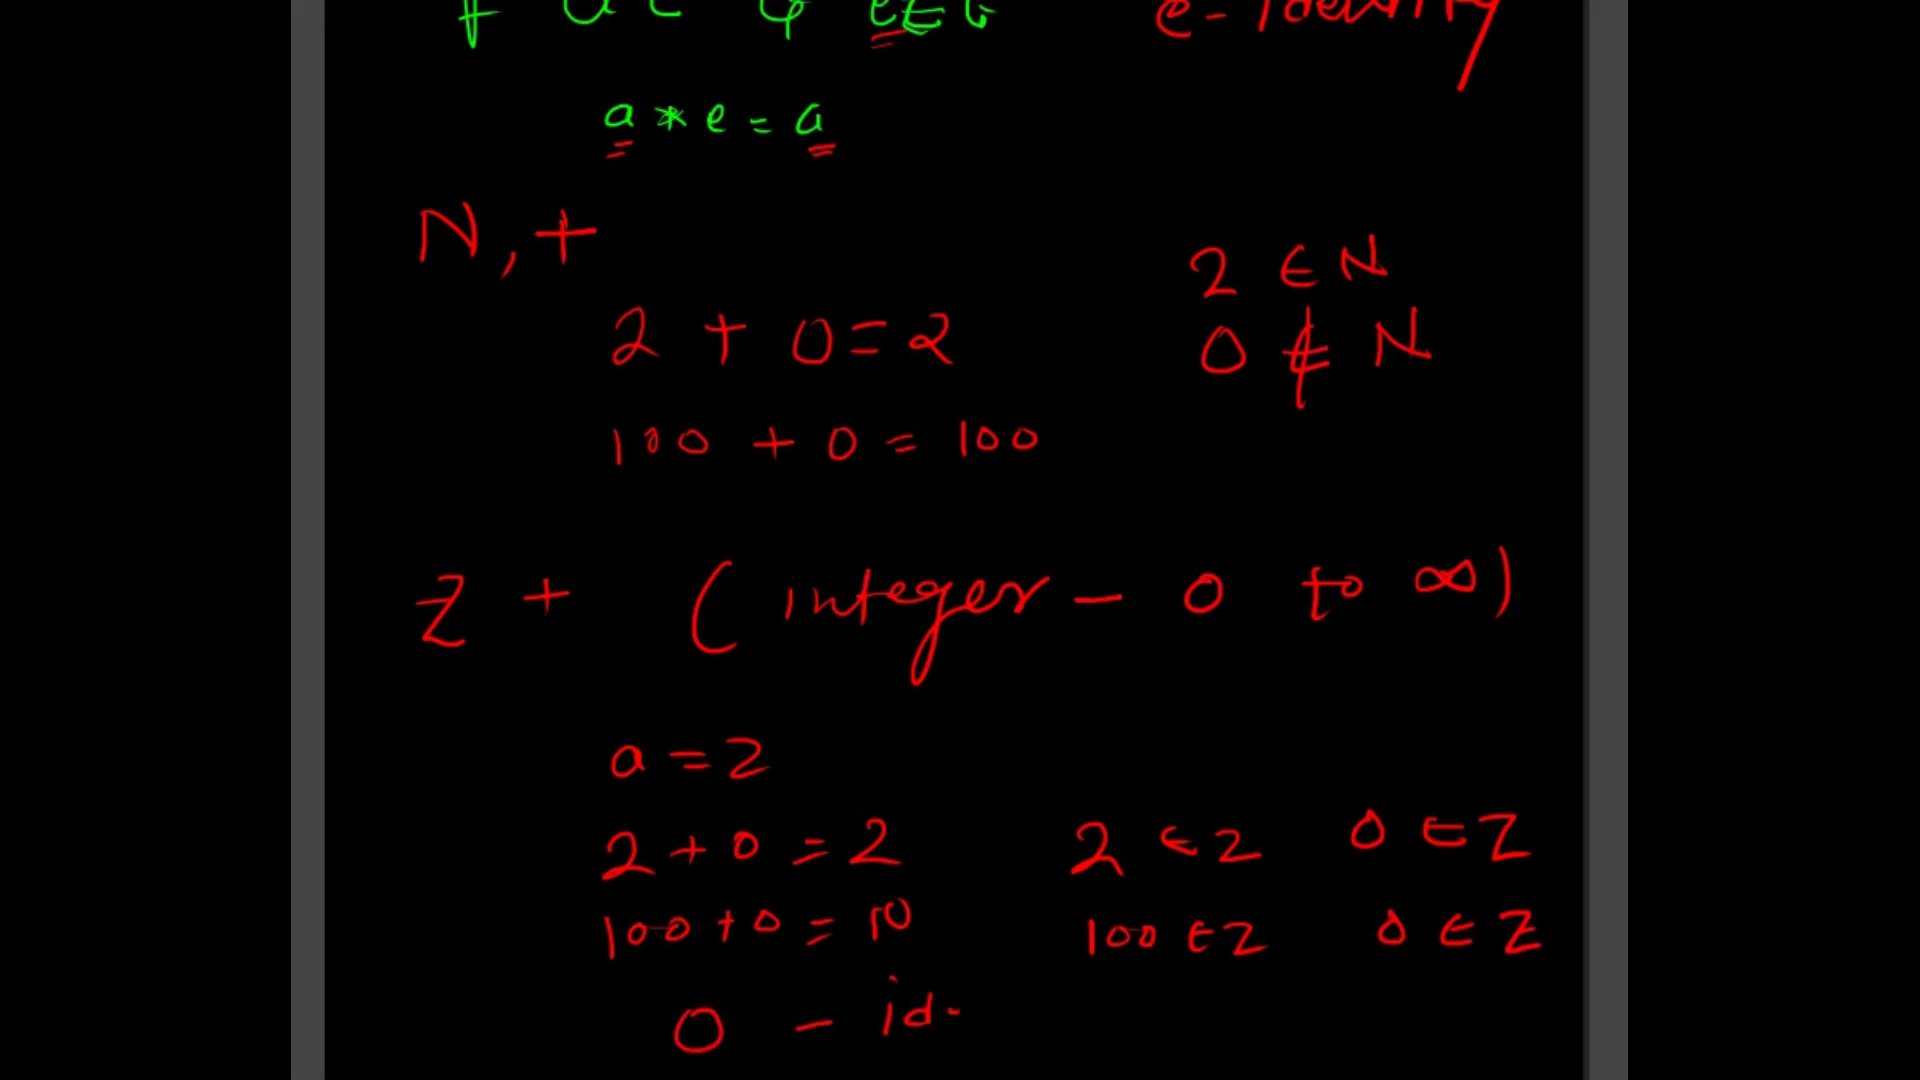 e - Identity
a * e = a
N, +
2 ∈ N
2 + 0 = 2
0 ∉ N
100 + 0 = 100
Z + (integer - 0 to ∞)
a = 2
2 + 0 = 2 2 ∈ Z 0 ∈ Z
100 + 0 = 10 100 ∈ Z 0 ∈ Z
0 - id.